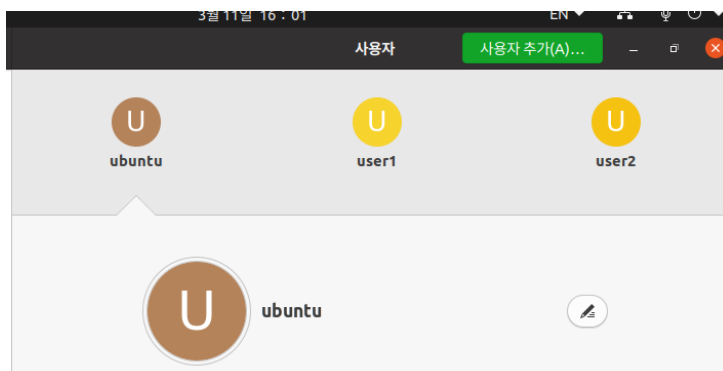 3월 11일 16 : 01
EN
사용자
사용자 추가(A)...
U
U
U
ubuntu
user1
user2
U
ubuntu